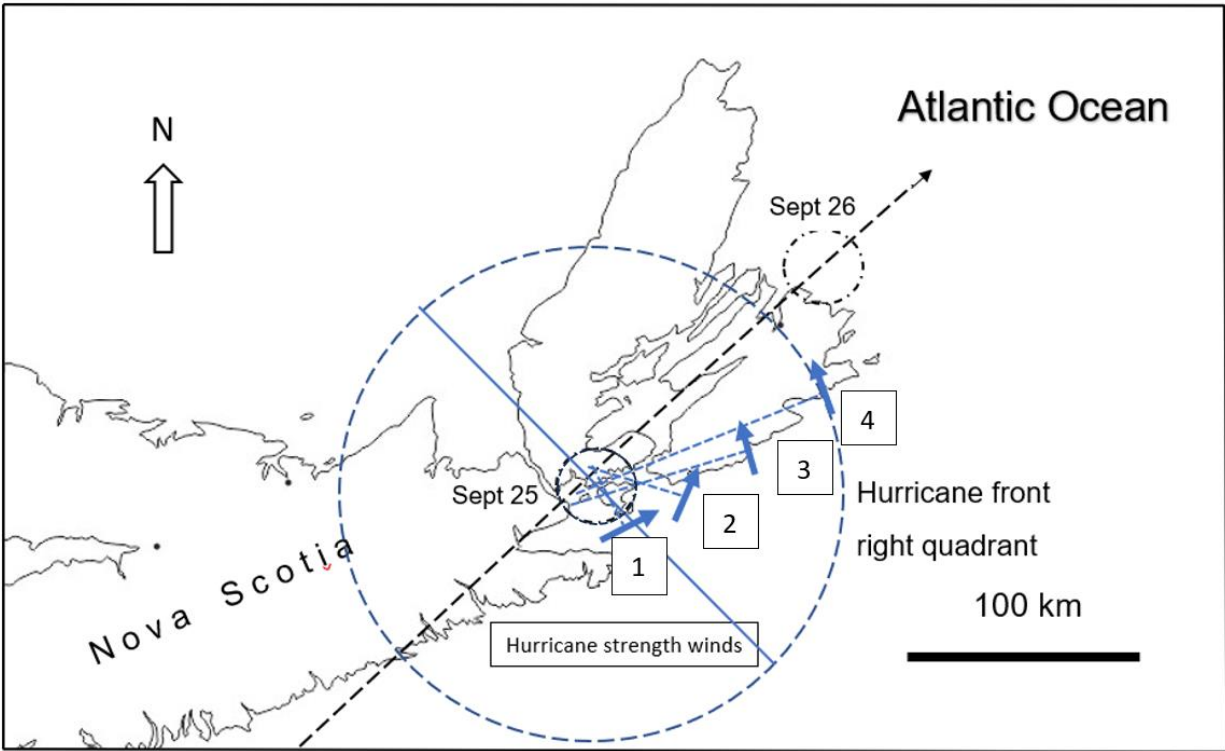 Atlantic Ocean
N
Sept 26
Sept 25
4
3
2
1
Hurricane front
right quadrant
Nova Scotia
100 km
Hurricane strength winds